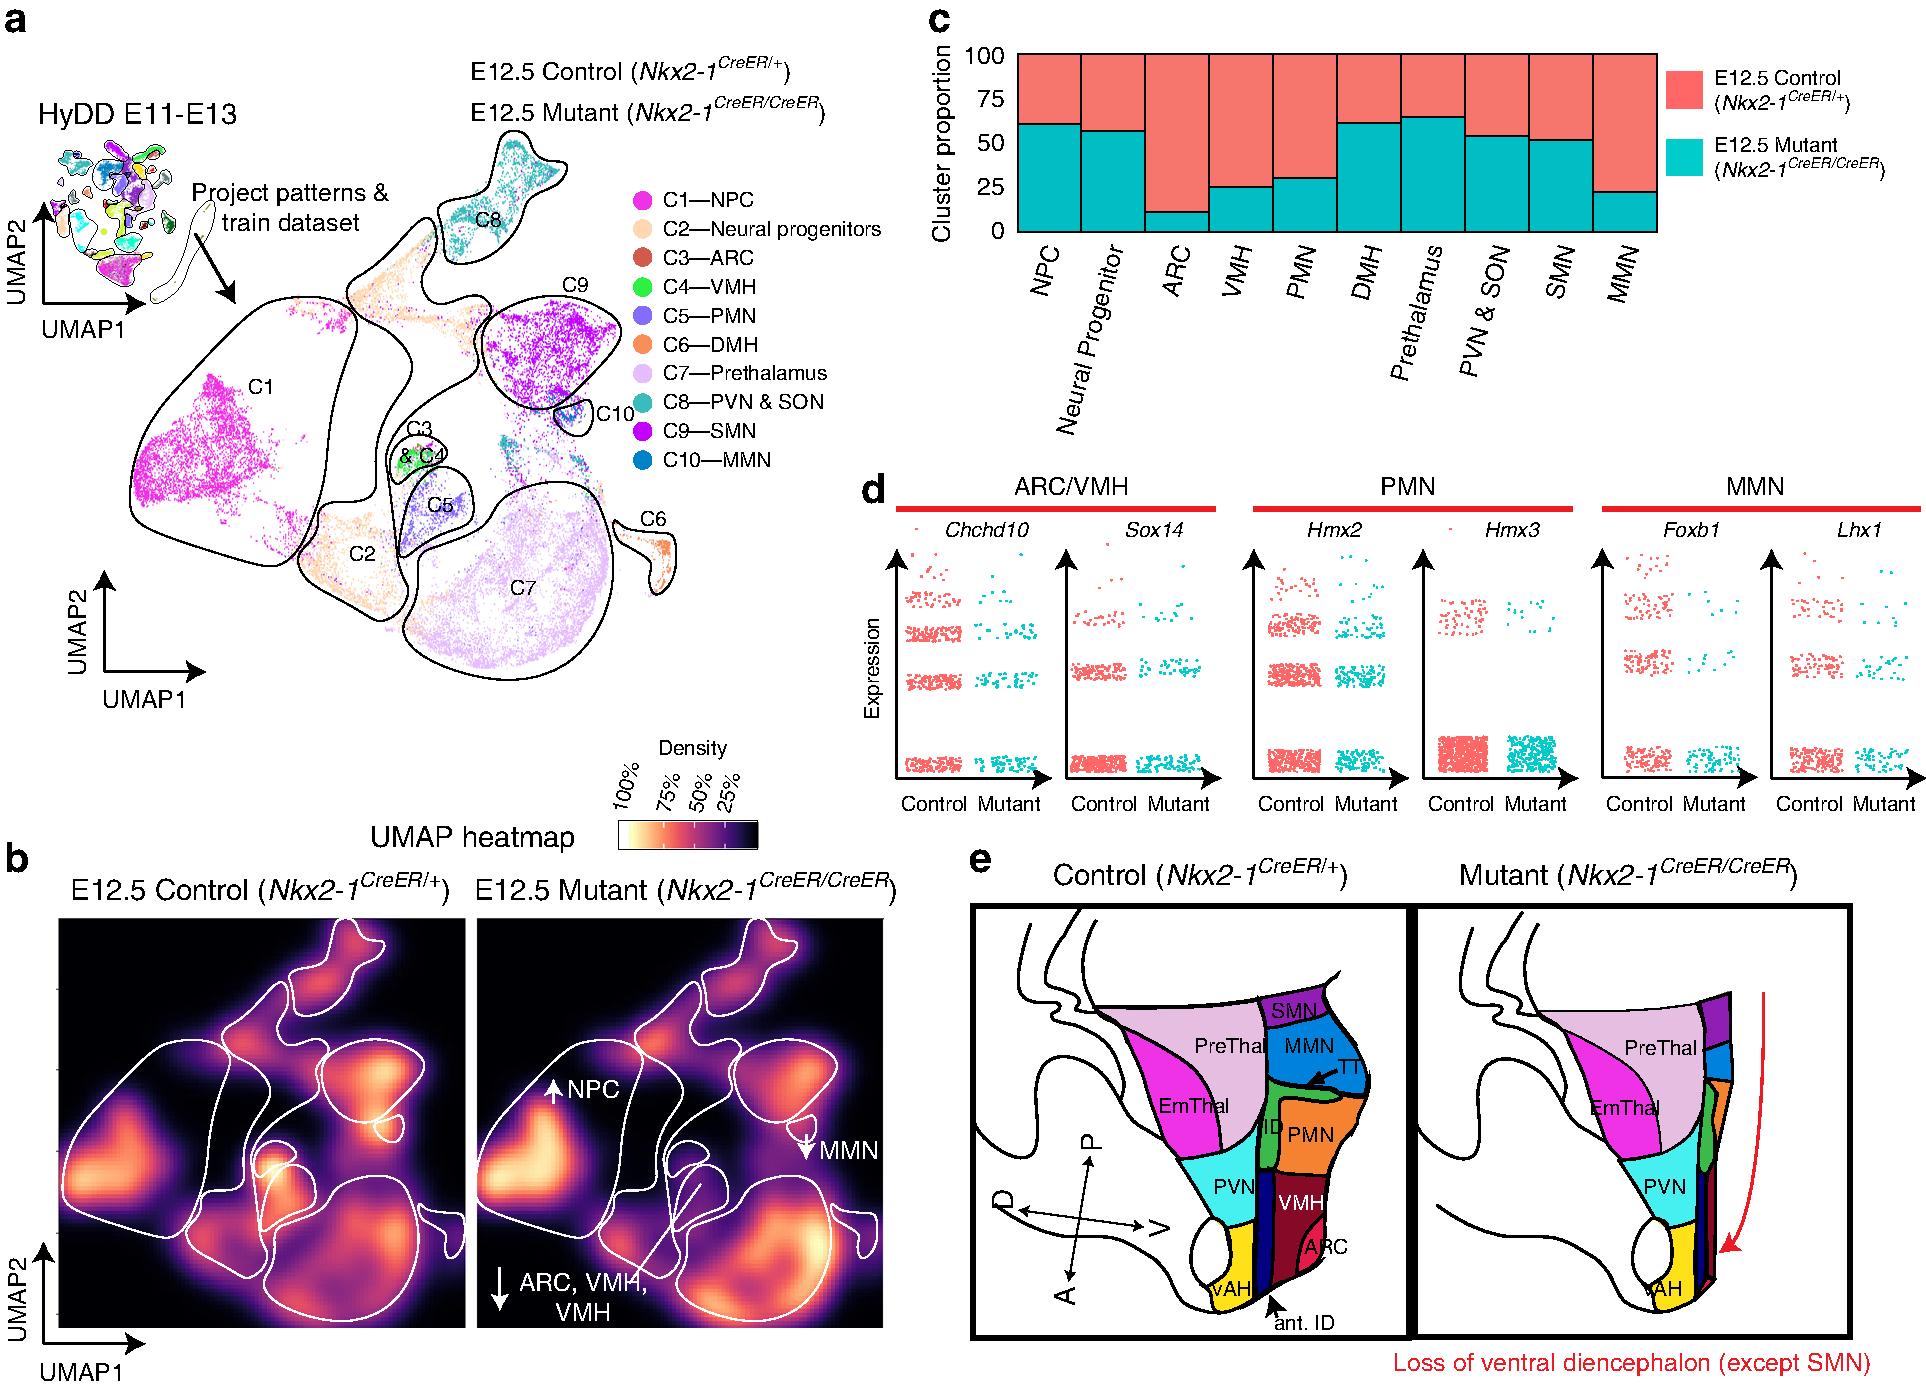 a
E12.5 Control (Nkx2-1CreER/+)
E12.5 Mutant (Nkx2-1CreER/CreER)
HyDD E11-E13
Project patterns &
train dataset
UMAP2
UMAP1
C8
C9
C1
C10
C3
& C4
C5
C2
C7
C6
C1—NPC
C2—Neural progenitors
C3—ARC
C4—VMH
C5—PMN
C6—DMH
C7—Prethalamus
C8—PVN & SON
C9—SMN
C10—MMN
UMAP2
UMAP1
b
UMAP heatmap
Density
100%
75%
50%
25%
E12.5 Control (Nkx2-1CreER/+)
E12.5 Mutant (Nkx2-1CreER/CreER)
NPC
MMN
ARC, VMH,
VMH
UMAP2
UMAP1
c
Cluster proportion
100
75
50
25
0
NPC
Neural Progenitor
ARC
VMH
PMN
DMH
Prethalamus
PVN & SON
SMN
MMN
E12.5 Control
(Nkx2-1CreER/+)
E12.5 Mutant
(Nkx2-1CreER/CreER)
d
ARC/VMH
PMN
MMN
Chchd10
Sox14
Hmx2
Hmx3
Foxb1
Lhx1
Expression
Control Mutant
Control Mutant
Control Mutant
Control Mutant
Control Mutant
Control Mutant
e
Control (Nkx2-1CreER/+)
Mutant (Nkx2-1CreER/CreER)
SMN
PreThal
MMN
TT
EmThal
ID
PMN
PVN
VMH
ARC
vAH
ant. ID
P
D
V
A
PreThal
EmThal
PVN
vAH
Loss of ventral diencephalon (except SMN)